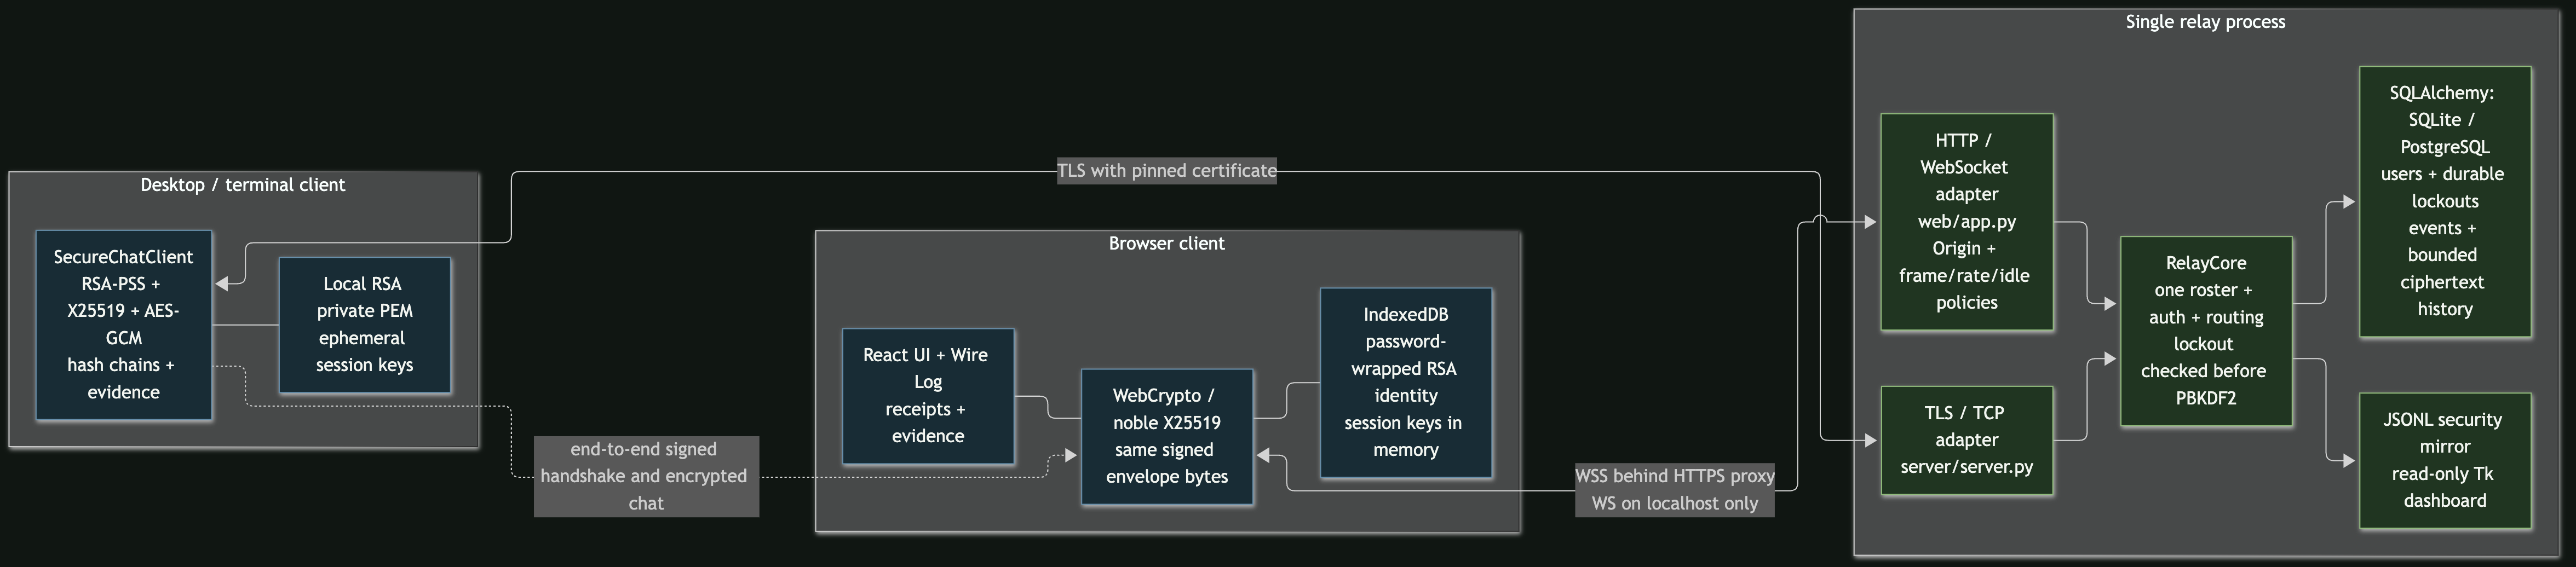 Desktop / terminal client
SecureChatClient
RSA-PSS +
X25519 + AES-
GCM
hash chains +
evidence
Local RSA
private PEM
ephemeral
session keys
end-to-end signed
handshake and encrypted
chat
TLS with pinned certificate
Browser client
React UI + Wire
Log
receipts +
evidence
WebCrypto /
noble X25519
same signed
envelope bytes
IndexedDB
password-
wrapped RSA
identity
session keys in
memory
WSS behind HTTPS proxy
WS on localhost only
Single relay process
HTTP /
WebSocket
adapter
web/app.py
Origin +
frame/rate/idle
policies
TLS / TCP
adapter
server/server.py
RelayCore
one roster +
auth + routing
lockout
checked before
PBKDF2
SQLAlchemy:
SQLite /
PostgreSQL
users + durable
lockouts
events +
bounded
ciphertext
history
JSONL security
mirror
read-only Tk
dashboard